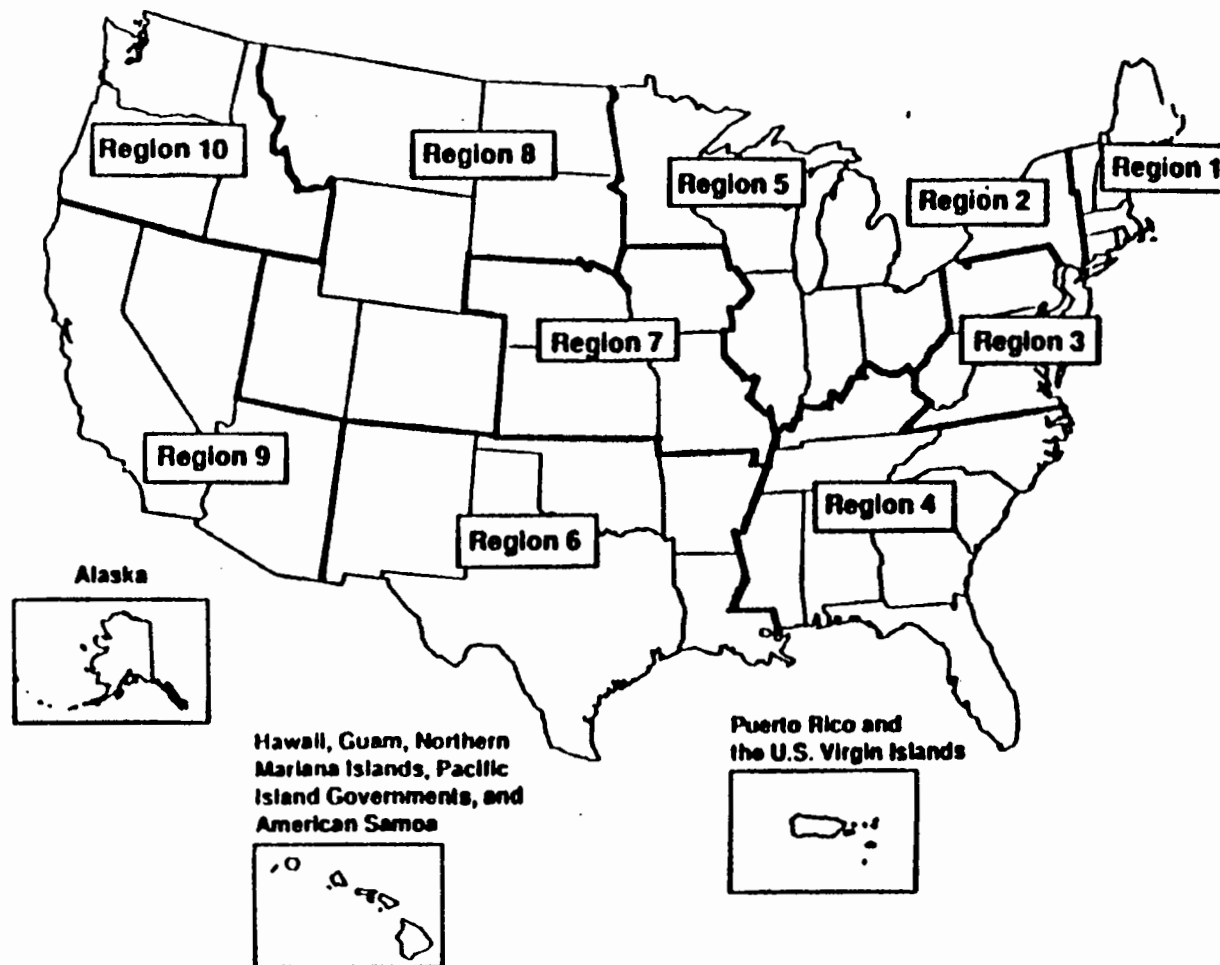 Region 10
Region 8
Region 5
Region 2
Region 1
Region 7
Region 3
Region 9
Region 4
Region 6
Alaska
Hawaii, Guam, Northern
Mariana Islands, Pacific
Island Governments, and
American Samoa
Puerto Rico and
the U.S. Virgin Islands